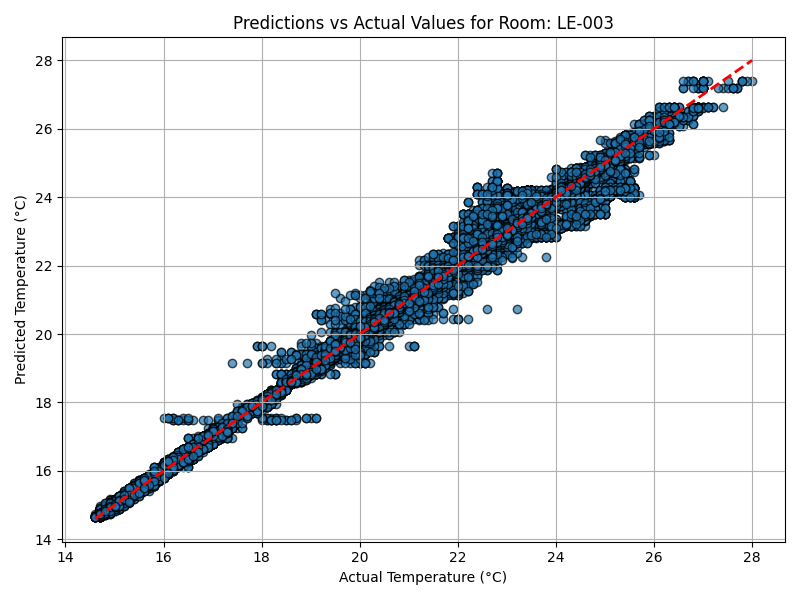 Predictions vs Actual Values for Room: LE-003
Predicted Temperature (°C)
28
26
24
22
20
18
16
14
14 16 18 20 22 24 26 28
Actual Temperature (°C)